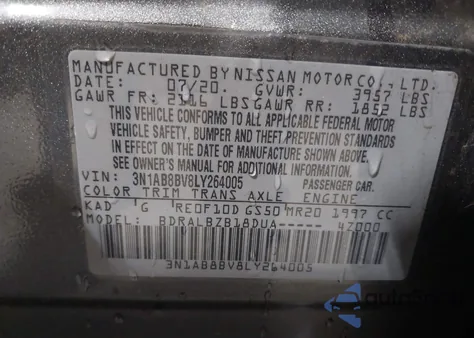 MANUFACTURED BY NISSAN MOTOR CO., LTD.
DATE: 07/20. GVWR: 3957 LBS
GAWR FR: 2116 LBS GAWR RR: 1852 LBS
THIS VEHICLE CONFORMS TO ALL APPLICABLE FEDERAL MOTOR
VEHICLE SAFETY, BUMPER AND THEFT PREVENTION STANDARDS
IN EFFECT ON THE DATE OF MANUFACTURE SHOWN ABOVE.
SEE OWNER'S MANUAL FOR ADDITIONAL INFORMATION.
VIN: 3N1AB8BV8LY264005 PASSENGER CAR.
COLOR TRIM TRANS AXLE ENGINE
KAD G RE0F10D GS50 MR20 1997 CC
MODEL: BDRALBZB18DUA----- 4Z000
3N1AB8BV8LY264005